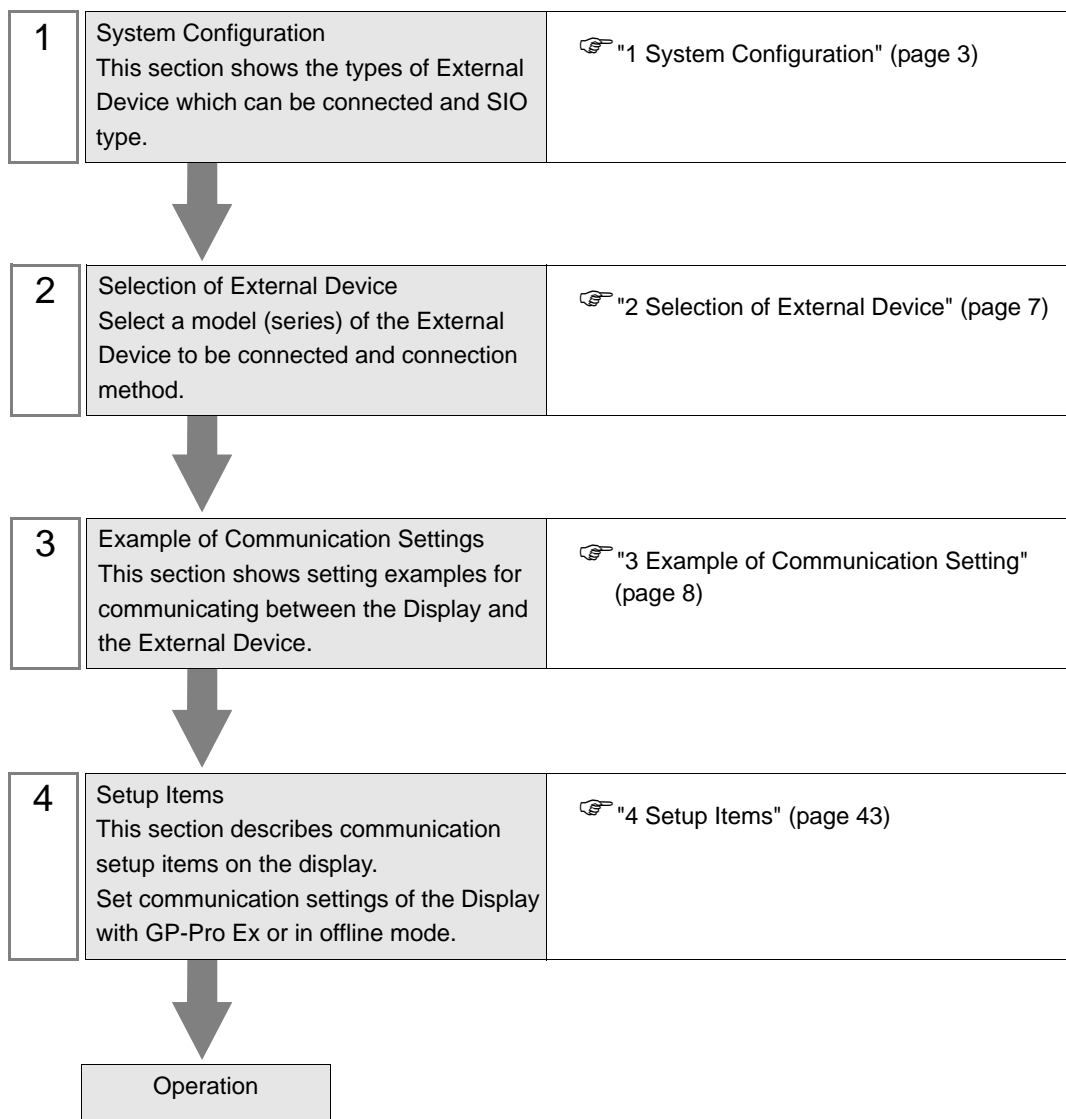 1
System Configuration
This section shows the types of External
Device which can be connected and SIO
type.
"1 System Configuration" (page 3)
2
Selection of External Device
Select a model (series) of the External
Device to be connected and connection
method.
"2 Selection of External Device" (page 7)
3
Example of Communication Settings
This section shows setting examples for
communicating between the Display and
the External Device.
"3 Example of Communication Setting"
(page 8)
4
Setup Items
This section describes communication
setup items on the display.
Set communication settings of the Display
with GP-Pro Ex or in offline mode.
"4 Setup Items" (page 43)
Operation